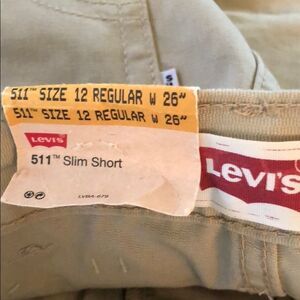 511™ SIZE 12 REGULAR W 26"
511™ SIZE 12 REGULAR W 26"
Levi's
511™ Slim Short
LEVI'S